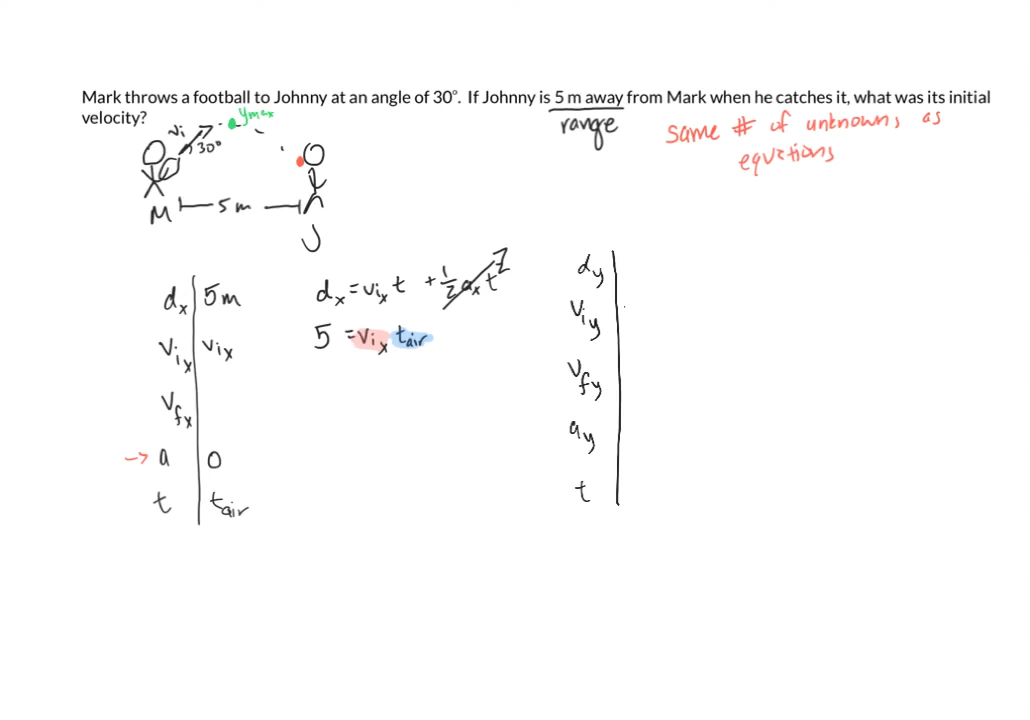 Mark throws a football to Johnny at an angle of 30°. If Johnny is 5 m away from Mark when he catches it, what was its initial
velocity?
range
same # of unknowns as
equations
vi
30°
ymax
M
5 m
J
dx | 5m
vix | vix
vfx
→ a | 0
t | tair
dx = vix t + 1/2 ax t²
5 = vix tair
dy
viy
vfy
ay
t